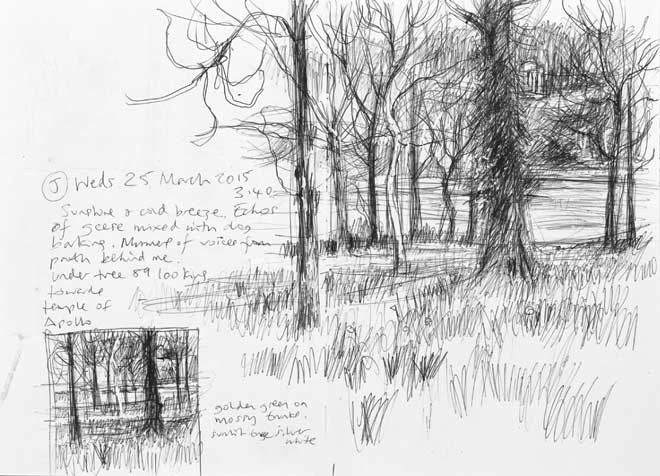 J Weds 25 March 2015
3.40
Sunshine & cold breeze. Echos
of geese mixed with dog
barking. Murmer of voices from
path behind me.
under tree 89 looking
towards
temple of
Apollo
golden green on
mossy trunks.
sunlit tree silver
white